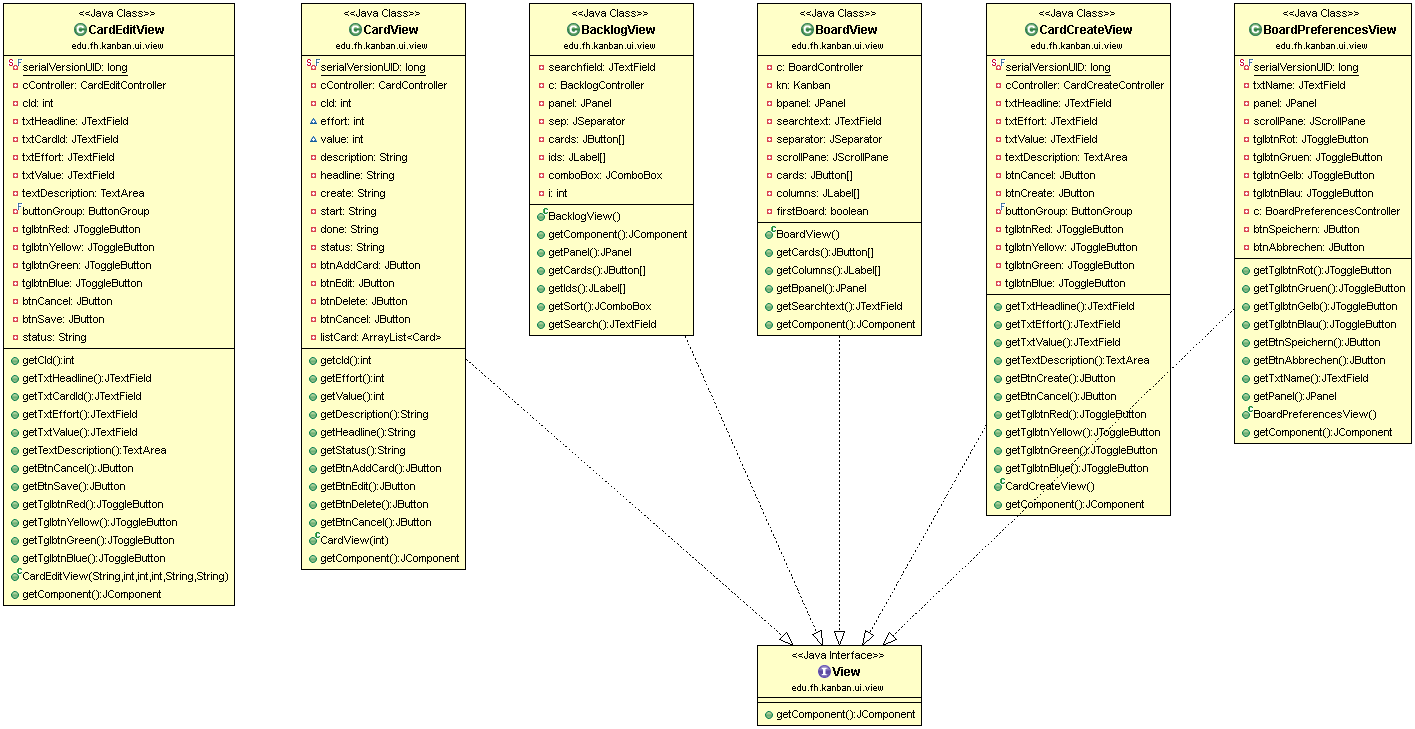 <<Java Class>>
CardEditView
edu.fh.kanban.ui.view
serialVersionUID: long
cController: CardEditController
cId: int
txtHeadline: JTextField
txtCardId: JTextField
txtEffort: JTextField
txtValue: JTextField
textDescription: TextArea
buttonGroup: ButtonGroup
tglbtnRed: JToggleButton
tglbtnYellow: JToggleButton
tglbtnGreen: JToggleButton
tglbtnBlue: JToggleButton
btnCancel: JButton
btnSave: JButton
status: String
getCId():int
getTxtHeadline():JTextField
getTxtCardId():JTextField
getTxtEffort():JTextField
getTxtValue():JTextField
getTextDescription():TextArea
getBtnCancel():JButton
getBtnSave():JButton
getTglbtnRed():JToggleButton
getTglbtnYellow():JToggleButton
getTglbtnGreen():JToggleButton
getTglbtnBlue():JToggleButton
CardEditView(String,int,int,int,String,String)
getComponent():JComponent
<<Java Class>>
CardView
edu.fh.kanban.ui.view
serialVersionUID: long
cController: CardController
cId: int
effort: int
value: int
description: String
headline: String
create: String
start: String
done: String
status: String
btnAddCard: JButton
btnEdit: JButton
btnDelete: JButton
btnCancel: JButton
listCard: ArrayList<Card>
getcId():int
getEffort():int
getValue():int
getDescription():String
getHeadline():String
getStatus():String
getBtnAddCard():JButton
getBtnEdit():JButton
getBtnDelete():JButton
getBtnCancel():JButton
CardView(int)
getComponent():JComponent
<<Java Class>>
BacklogView
edu.fh.kanban.ui.view
searchfield: JTextField
c: BacklogController
panel: JPanel
sep: JSeparator
cards: JButton[]
ids: JLabel[]
comboBox: JComboBox
i: int
BacklogView()
getComponent():JComponent
getPanel():JPanel
getCards():JButton[]
getIds():JLabel[]
getSort():JComboBox
getSearch():JTextField
<<Java Class>>
BoardView
edu.fh.kanban.ui.view
c: BoardController
kn: Kanban
bpanel: JPanel
searchtext: JTextField
separator: JSeparator
scrollPane: JScrollPane
cards: JButton[]
columns: JLabel[]
firstBoard: boolean
BoardView()
getCards():JButton[]
getColumns():JLabel[]
getBpanel():JPanel
getSearchtext():JTextField
getComponent():JComponent
<<Java Class>>
CardCreateView
edu.fh.kanban.ui.view
serialVersionUID: long
cController: CardCreateController
txtHeadline: JTextField
txtEffort: JTextField
txtValue: JTextField
textDescription: TextArea
btnCancel: JButton
btnCreate: JButton
buttonGroup: ButtonGroup
tglbtnRed: JToggleButton
tglbtnYellow: JToggleButton
tglbtnGreen: JToggleButton
tglbtnBlue: JToggleButton
getTxtHeadline():JTextField
getTxtEffort():JTextField
getTxtValue():JTextField
getTextDescription():TextArea
getBtnCreate():JButton
getBtnCancel():JButton
getTglbtnRed():JToggleButton
getTglbtnYellow():JToggleButton
getTglbtnGreen():JToggleButton
getTglbtnBlue():JToggleButton
CardCreateView()
getComponent():JComponent
<<Java Class>>
BoardPreferencesView
edu.fh.kanban.ui.view
serialVersionUID: long
txtName: JTextField
panel: JPanel
scrollPane: JScrollPane
tglbtnRot: JToggleButton
tglbtnGruen: JToggleButton
tglbtnGelb: JToggleButton
tglbtnBlau: JToggleButton
c: BoardPreferencesController
btnSpeichern: JButton
btnAbbrechen: JButton
getTglbtnRot():JToggleButton
getTglbtnGruen():JToggleButton
getTglbtnGelb():JToggleButton
getTglbtnBlau():JToggleButton
getBtnSpeichern():JButton
getBtnAbbrechen():JButton
getTxtName():JTextField
getPanel():JPanel
BoardPreferencesView()
getComponent():JComponent
<<Java Interface>>
View
edu.fh.kanban.ui.view
getComponent():JComponent